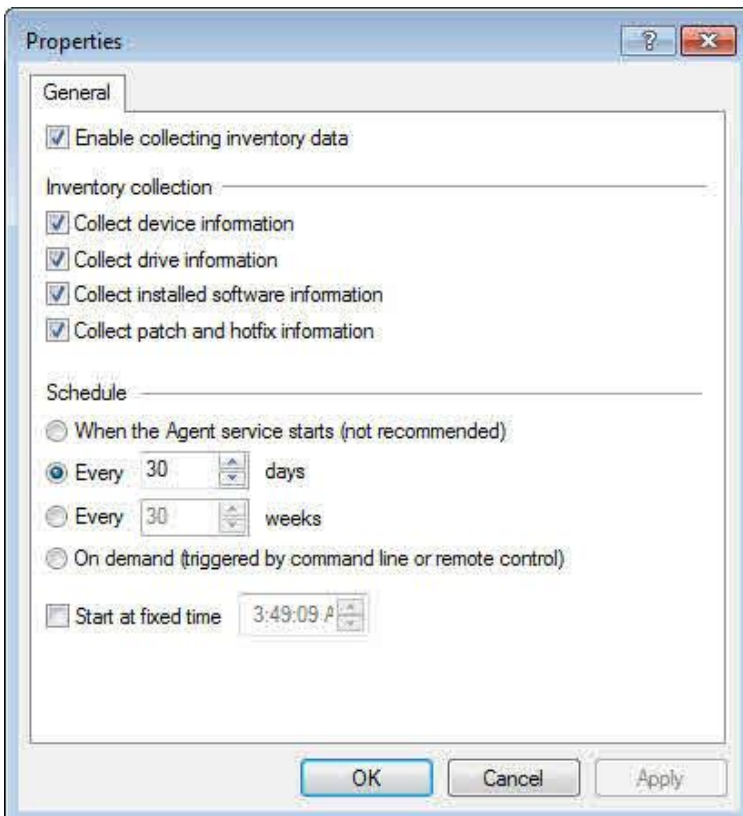 Properties
General
Enable collecting inventory data
Inventory collection
Collect device information
Collect drive information
Collect installed software information
Collect patch and hotfix information
Schedule
When the Agent service starts (not recommended)
Every 30 days
Every 30 weeks
On demand (triggered by command line or remote control)
Start at fixed time 3:49:09 A
OK Cancel Apply